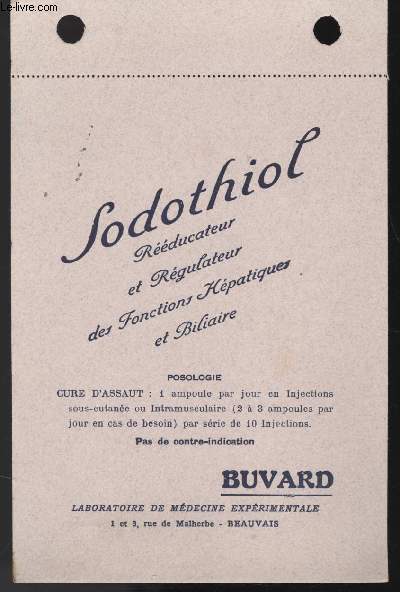 www.le-livre.com
Sodothiol
Rééducateur
et Régulateur
des Fonctions Hépatiques
et Biliaire
POSOLOGIE
CURE D'ASSAUT : 1 ampoule par jour en Injections
sous-cutanée ou Intramusculaire (2 à 3 ampoules par
jour en cas de besoin) par série de 10 Injections.
Pas de contre-indication
BUVARD
LABORATOIRE DE MÉDECINE EXPÉRIMENTALE
1 et 3, rue de Malherbe - BEAUVAIS